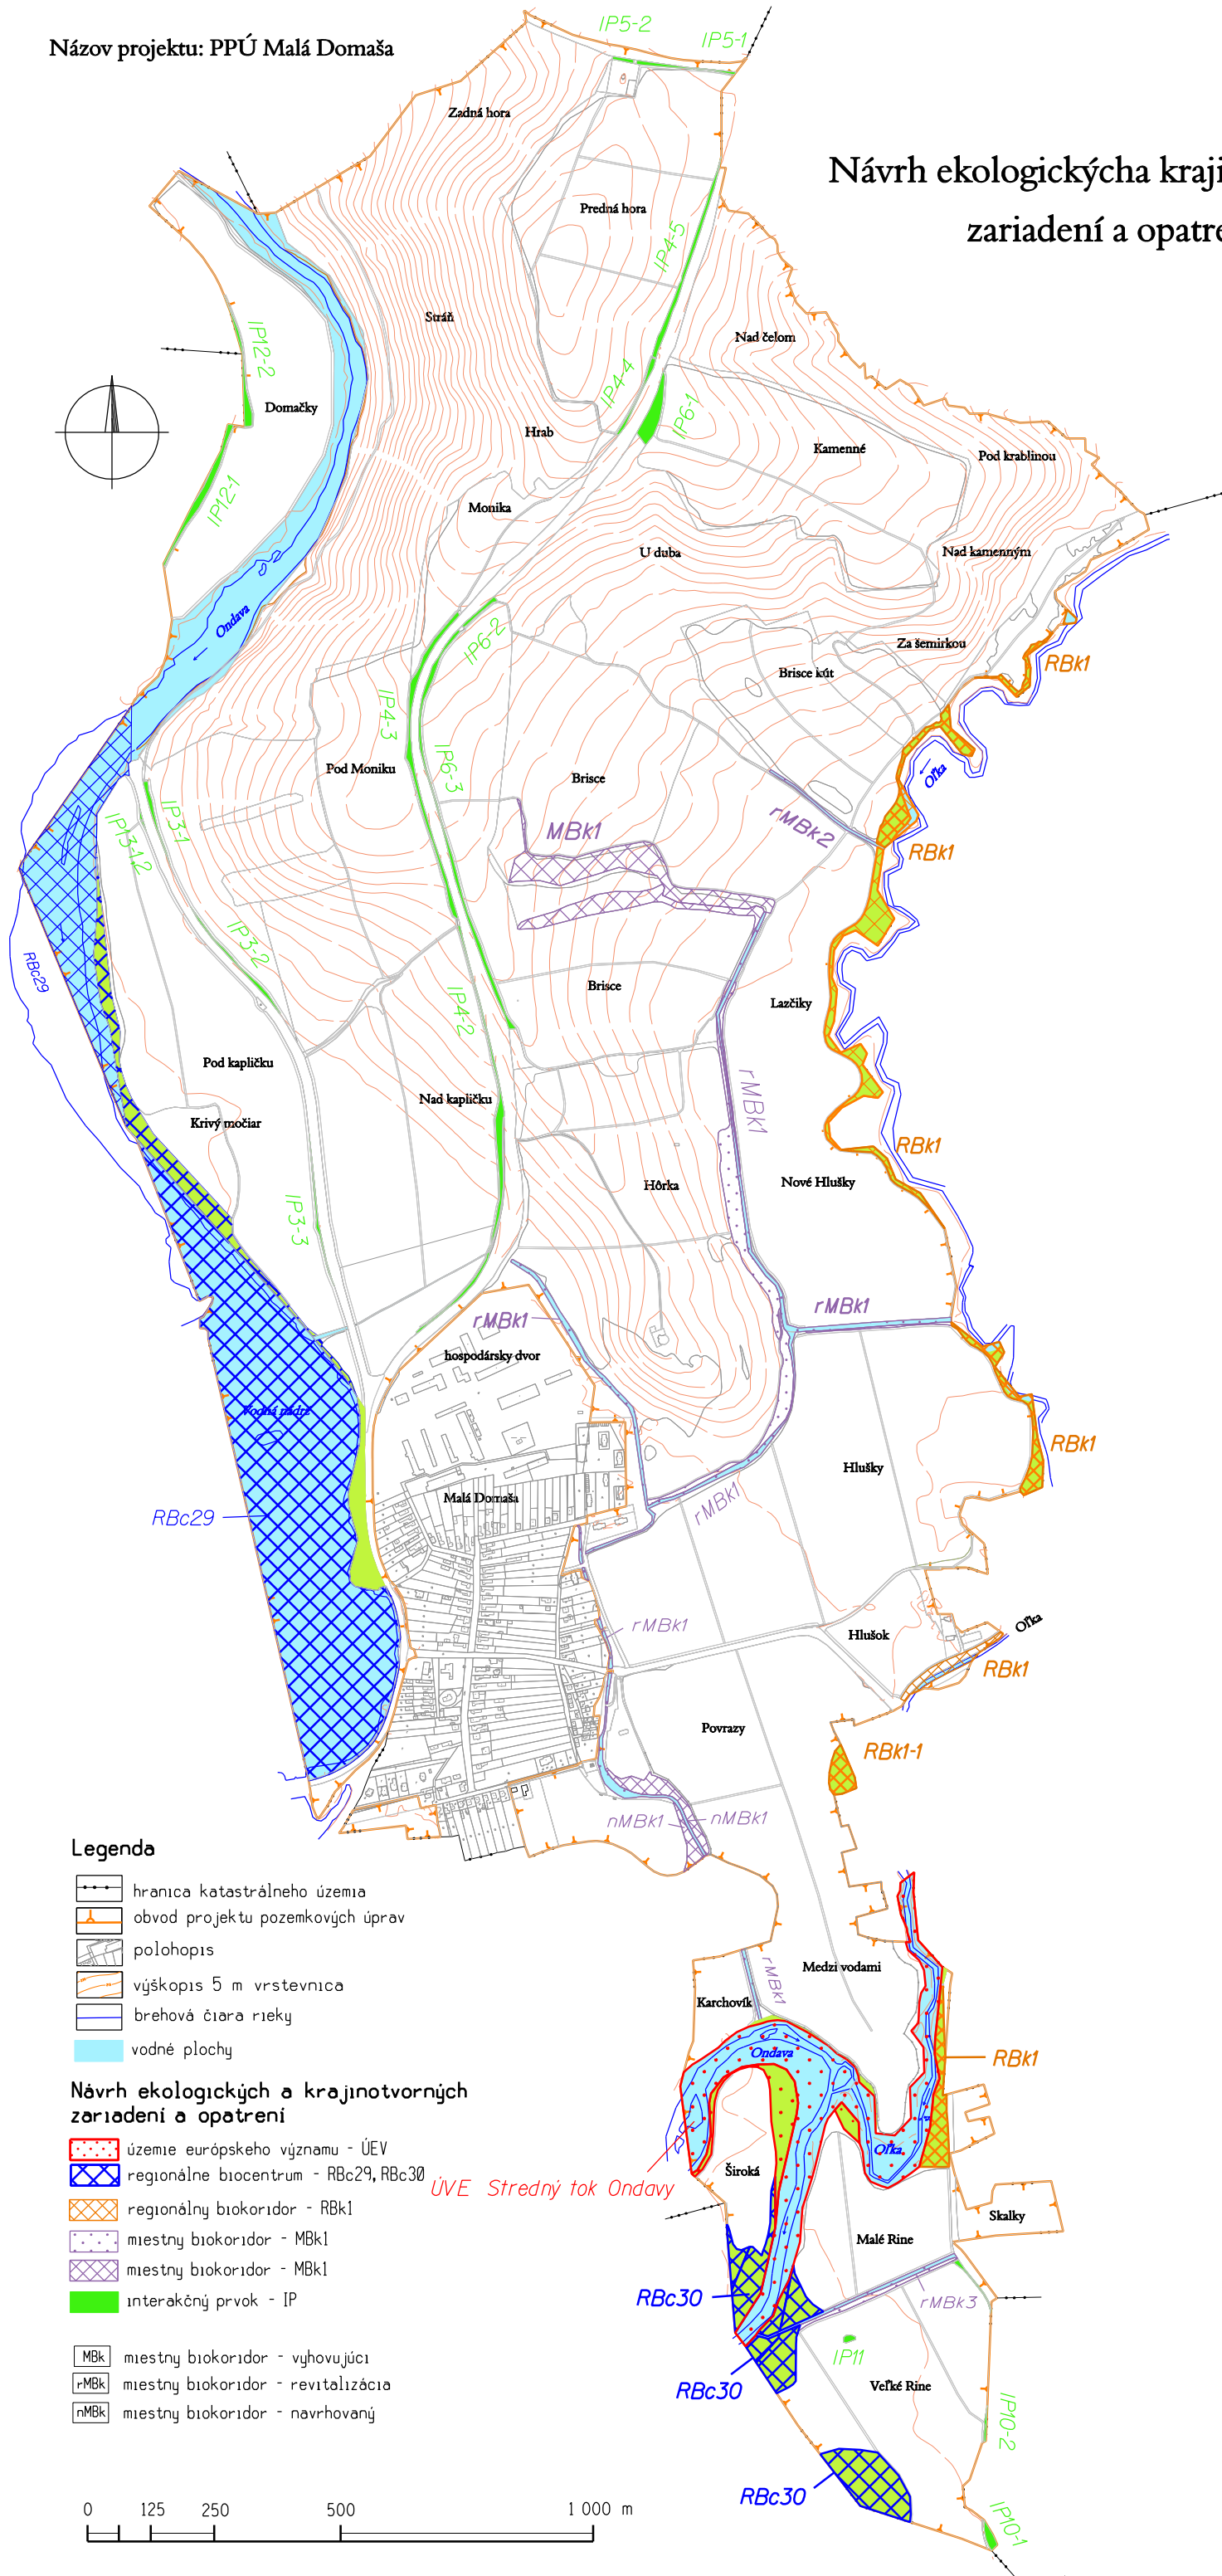 Názov projektu: PPÚ Malá Domaša
IP5-2
IP5-1
Zadná hora
Návrh ekologickýcha kraji
zariadení a opatre
Predná hora
IP4-5
Stráň
Nad čelom
IP12-2
IP4-4
Domačky
IP6-1
Hrab
Kamenné
Pod krablinou
IP12-1
Monika
U duba
Nad kamenným
Ondava
IP6-2
Za šemirkou
RBk1
Brisce kút
IP4-3
IP6-3
Pod Moniku
Brisce
Oľka
IP3-1
IP13-1,2
MBk1
rMBk2
RBk1
IP3-2
RBc29
Brisce
IP4-2
Lazčiky
Pod kapličku
Nad kapličku
rMBk1
Krivý močiar
RBk1
Hôrka
Nové Hlušky
IP3-3
rMBk1
rMBk1
hospodársky dvor
Vodná nádrž
RBk1
Hlušky
Malá Domaša
rMBk1
RBc29
rMBk1
Hlušok
Oľka
RBk1
Povrazy
RBk1-1
nMBk1
nMBk1
Legenda
hranica katastrálneho územia
obvod projektu pozemkových úprav
polohopis
výškopis 5 m vrstevnica
brehová čiara rieky
vodné plochy
Medzi vodami
rMBk1
Karchovík
Ondava
RBk1
Návrh ekologických a krajinotvorných
zariadení a opatrení
územie európskeho významu - ÚEV
regionálne biocentrum - RBc29, RBc30
regionálny biokoridor - RBk1
miestny biokoridor - MBk1
miestny biokoridor - MBk1
interakčný prvok - IP
Oľka
Široká
ÚVE Stredný tok Ondavy
Skalky
Malé Rine
RBc30
rMBk3
IP11
RBc30
Veľké Rine
IP10-2
MBk miestny biokoridor - vyhovujúci
rMBk miestny biokoridor - revitalizácia
nMBk miestny biokoridor - navrhovaný
RBc30
IP10-1
0 125 250 500 1 000 m